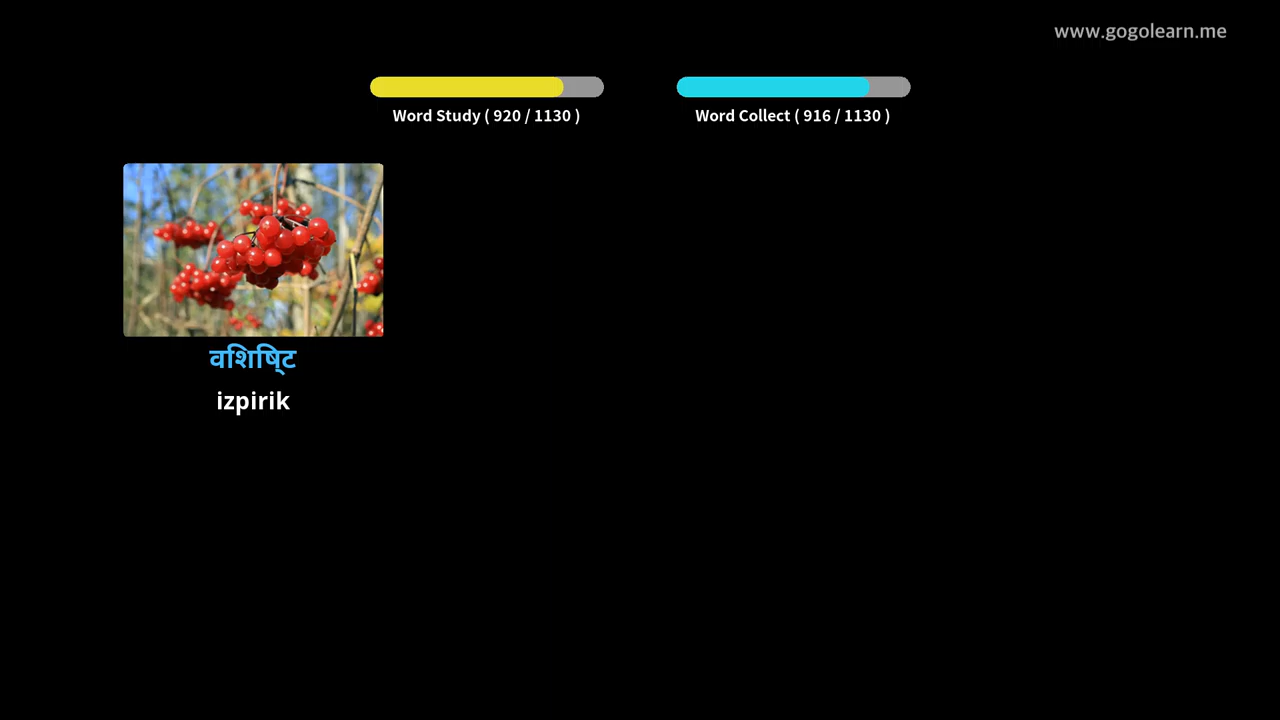 www.gogolearn.me
Word Study ( 920 / 1130 )
Word Collect ( 916 / 1130 )
वशिषि्ट
izpirik